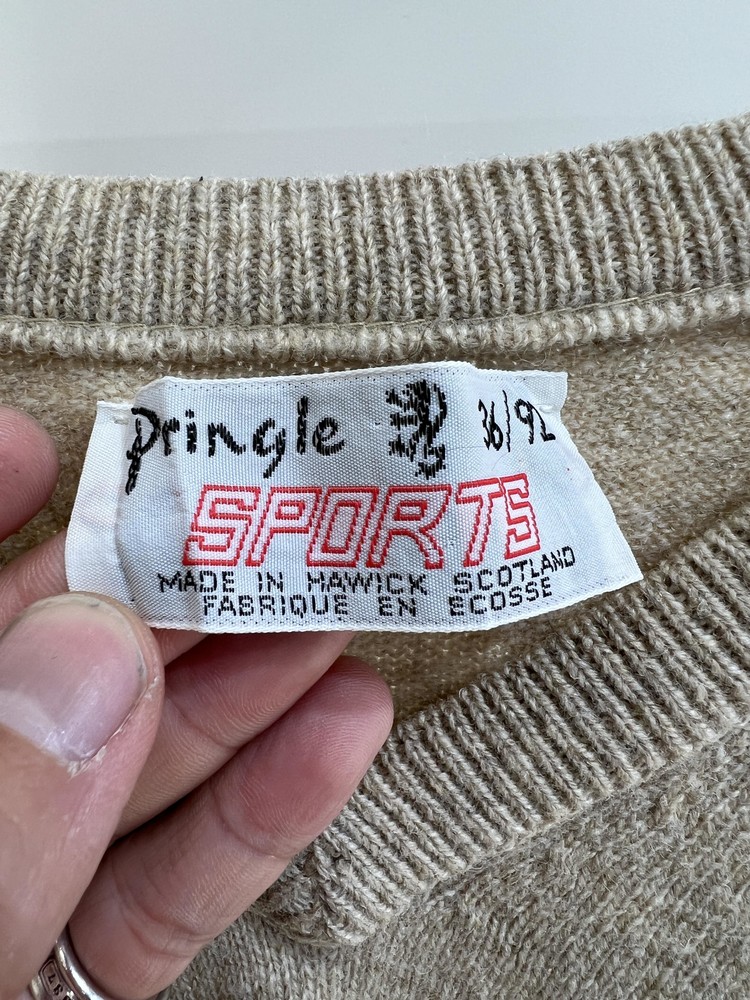 Pringle 36/92
SPORTS
MADE IN HAWICK SCOTLAND
FABRIQUE EN ECOSSE